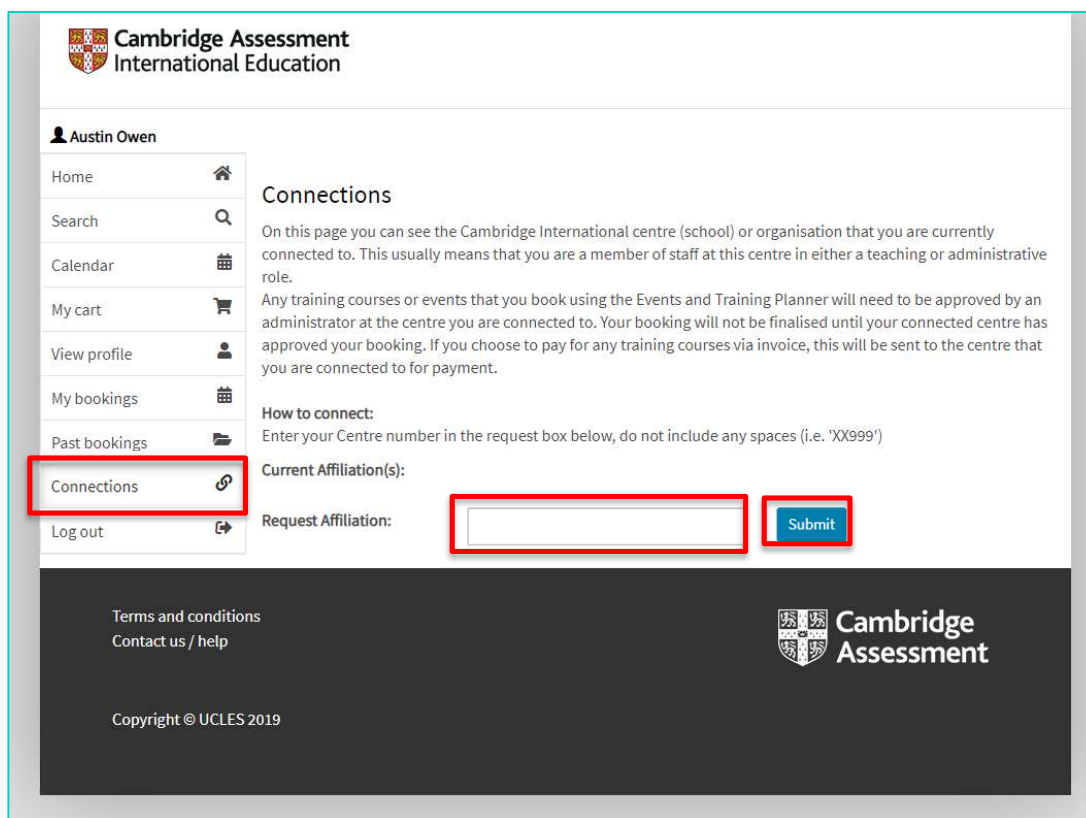 Cambridge Assessment
International Education
Austin Owen
Home
Search
Calendar
My cart
View profile
My bookings
Past bookings
Connections
Log out
Connections
On this page you can see the Cambridge International centre (school) or organisation that you are currently
connected to. This usually means that you are a member of staff at this centre in either a teaching or administrative
role.
Any training courses or events that you book using the Events and Training Planner will need to be approved by an
administrator at the centre you are connected to. Your booking will not be finalised until your connected centre has
approved your booking. If you choose to pay for any training courses via invoice, this will be sent to the centre that
you are connected to for payment.
How to connect:
Enter your Centre number in the request box below, do not include any spaces (i.e. 'XX999')
Current Affiliation(s):
Request Affiliation:
Submit
Terms and conditions
Contact us / help
Cambridge
Assessment
Copyright © UCLES 2019